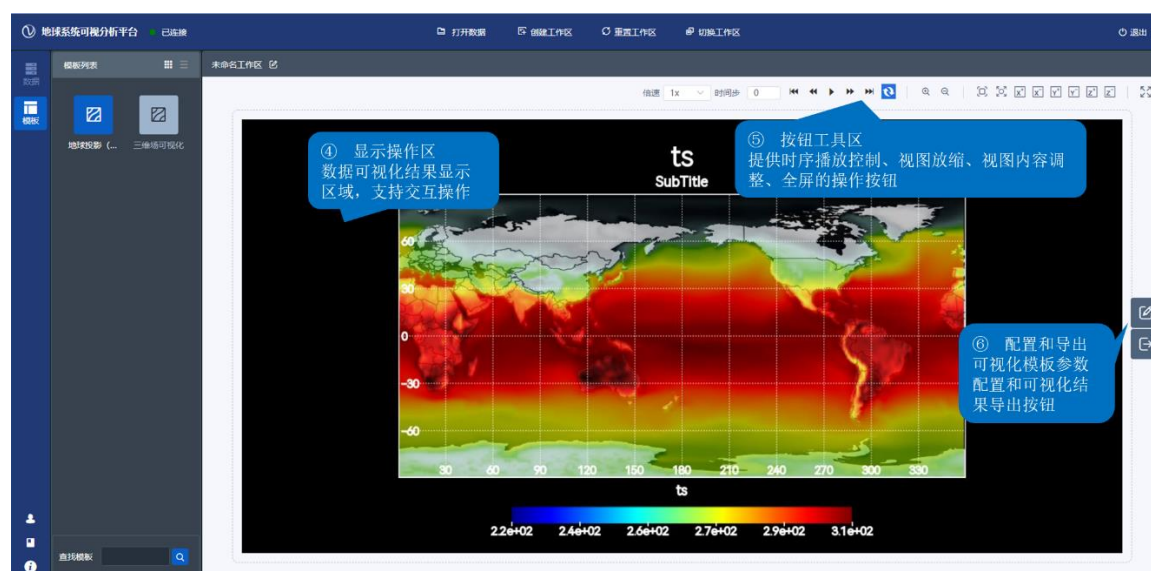 地球系统可视分析平台 已连接 打开数据 创建工作区 重置工作区 切换工作区 退出
数据
模板
模板列表
未命名工作区
倍速 1x 时间步 0
X⁺ X⁻ Y⁺ Y⁻ Z⁺ Z⁻
地球投影（... 三维场可视化
④ 显示操作区
数据可视化结果显示
区域，支持交互操作
⑤ 按钮工具区
提供时序播放控制、视图放缩、视图内容调
整、全屏的操作按钮
ts
SubTitle
60
30
0
-30
-60
30 60 90 120 150 180 210 240 270 300 330
⑥ 配置和导出
可视化模板参数
配置和可视化结
果导出按钮
ts
2.2e+02 2.4e+02 2.6e+02 2.7e+02 2.9e+02 3.1e+02
查找模板